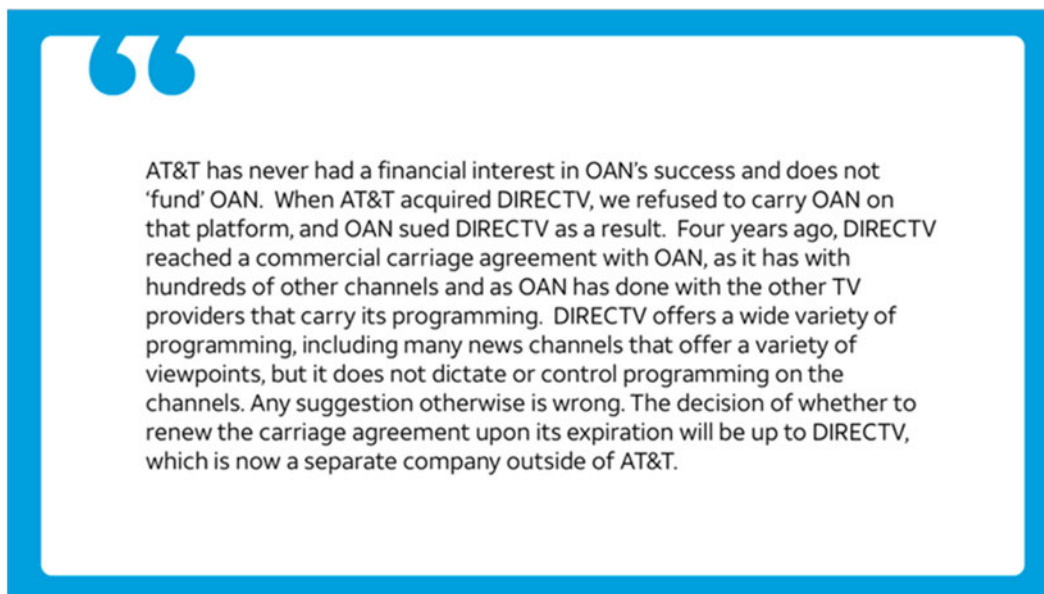 AT&T has never had a financial interest in OAN's success and does not
‘fund’ OAN.  When AT&T acquired DIRECTV, we refused to carry OAN on
that platform, and OAN sued DIRECTV as a result.  Four years ago, DIRECTV
reached a commercial carriage agreement with OAN, as it has with
hundreds of other channels and as OAN has done with the other TV
providers that carry its programming.  DIRECTV offers a wide variety of
programming, including many news channels that offer a variety of
viewpoints, but it does not dictate or control programming on the
channels. Any suggestion otherwise is wrong. The decision of whether to
renew the carriage agreement upon its expiration will be up to DIRECTV,
which is now a separate company outside of AT&T.